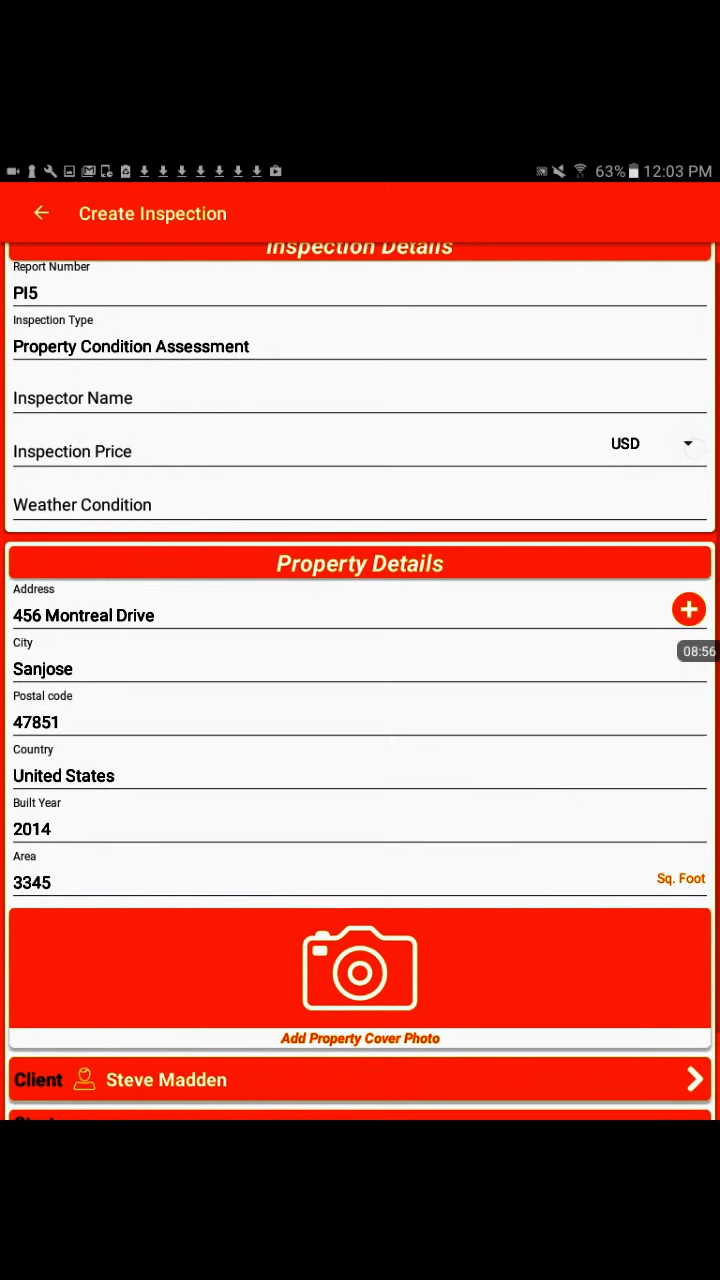 63% 12:03 PM
Create Inspection
Inspection Details
Report Number
PI5
Inspection Type
Property Condition Assessment
Inspector Name
Inspection Price
USD
Weather Condition
Property Details
Address
456 Montreal Drive
City
Sanjose
08:56
Postal code
47851
Country
United States
Built Year
2014
Area
3345
Sq. Foot
Add Property Cover Photo
Client Steve Madden